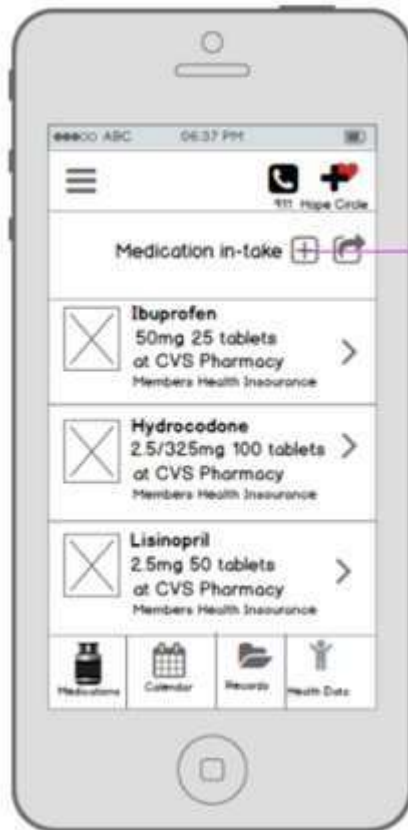 ABC 06:37 PM
911 Hope Circle
Medication in-take
Ibuprofen
50mg 25 tablets
at CVS Pharmacy
Members Health Insourance
Hydrocodone
2.5/325mg 100 tablets
at CVS Pharmacy
Members Health Insourance
Lisinopril
2.5mg 50 tablets
at CVS Pharmacy
Members Health Insourance
Medications Calendar Records Health Data